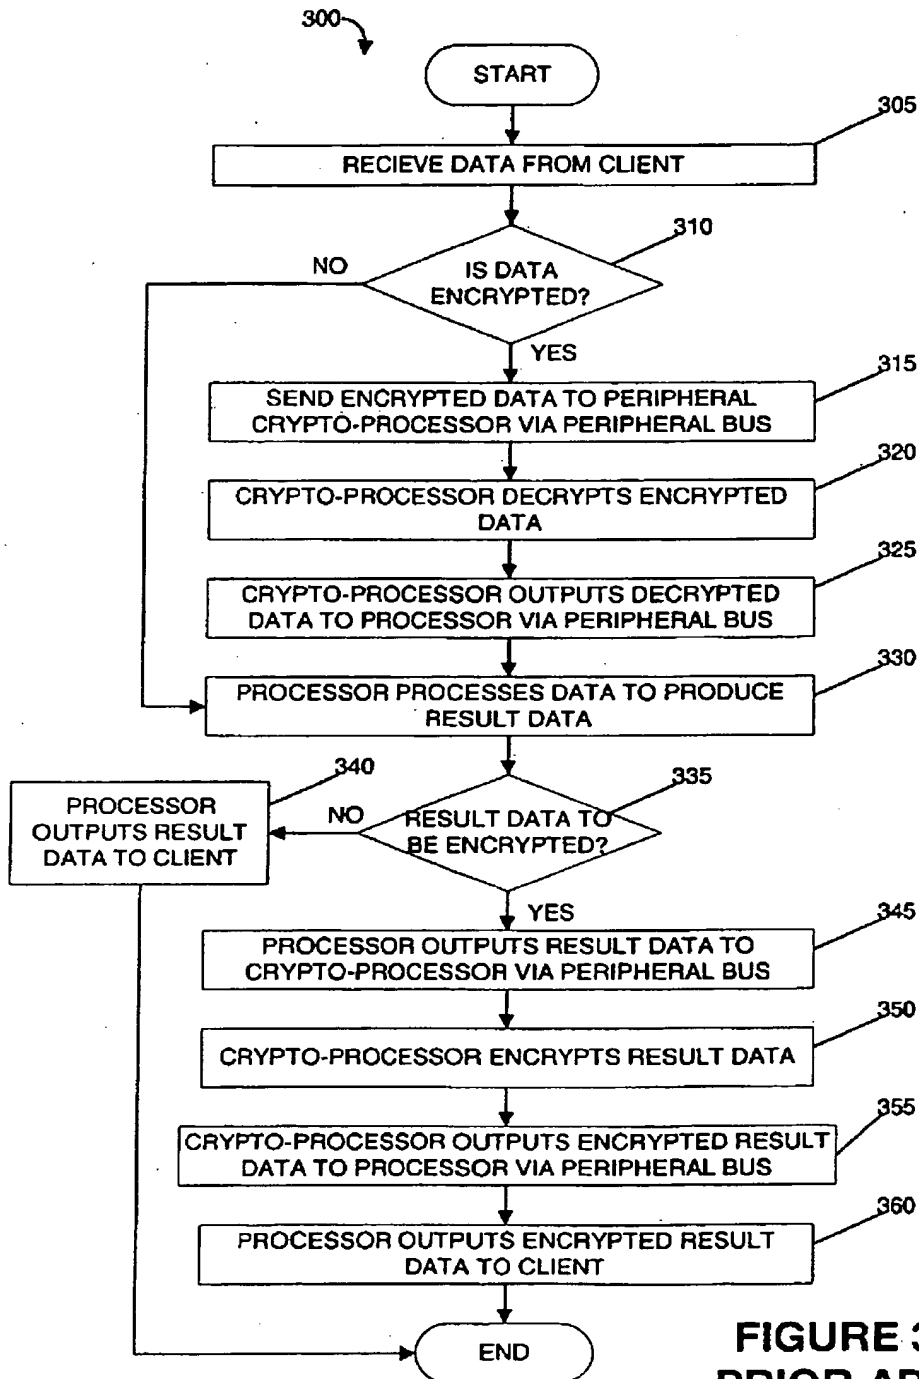 300
START
305
RECIEVE DATA FROM CLIENT
310
IS DATA
ENCRYPTED?
NO
YES
315
SEND ENCRYPTED DATA TO PERIPHERAL
CRYPTO-PROCESSOR VIA PERIPHERAL BUS
320
CRYPTO-PROCESSOR DECRYPTS ENCRYPTED
DATA
325
CRYPTO-PROCESSOR OUTPUTS DECRYPTED
DATA TO PROCESSOR VIA PERIPHERAL BUS
330
PROCESSOR PROCESSES DATA TO PRODUCE
RESULT DATA
340
335
PROCESSOR
OUTPUTS RESULT
DATA TO CLIENT
NO
RESULT DATA TO
BE ENCRYPTED?
YES
345
PROCESSOR OUTPUTS RESULT DATA TO
CRYPTO-PROCESSOR VIA PERIPHERAL BUS
350
CRYPTO-PROCESSOR ENCRYPTS RESULT DATA
355
CRYPTO-PROCESSOR OUTPUTS ENCRYPTED RESULT
DATA TO PROCESSOR VIA PERIPHERAL BUS
360
PROCESSOR OUTPUTS ENCRYPTED RESULT
DATA TO CLIENT
END
FIGURE 3
PRIOR